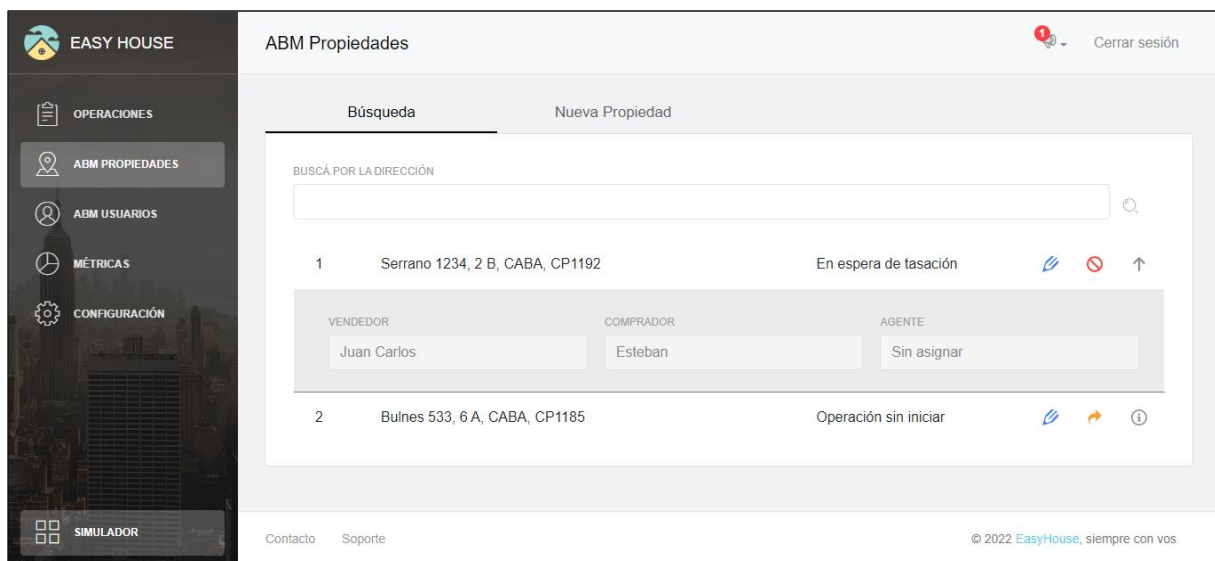 EASY HOUSE
ABM Propiedades
1
Cerrar sesión
OPERACIONES
ABM PROPIEDADES
ABM USUARIOS
MÉTRICAS
CONFIGURACIÓN
SIMULADOR
Búsqueda Nueva Propiedad
BUSCÁ POR LA DIRECCIÓN
1 Serrano 1234, 2 B, CABA, CP1192 En espera de tasación
VENDEDOR COMPRADOR AGENTE
Juan Carlos Esteban Sin asignar
2 Bulnes 533, 6 A, CABA, CP1185 Operación sin iniciar
Contacto Soporte © 2022 EasyHouse, siempre con vos